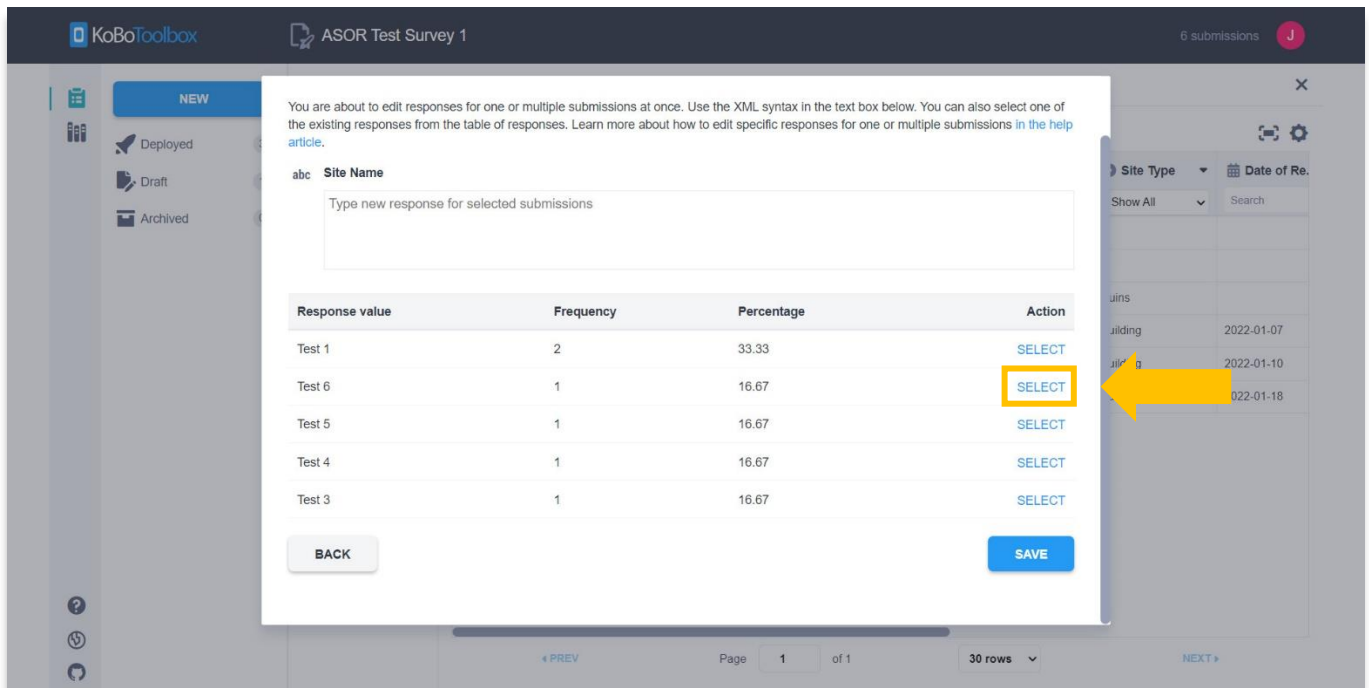 KoBoToolbox ASOR Test Survey 1 6 submissions J
NEW
Deployed
Draft
Archived
You are about to edit responses for one or multiple submissions at once. Use the XML syntax in the text box below. You can also select one of
the existing responses from the table of responses. Learn more about how to edit specific responses for one or multiple submissions in the help
article.
abc Site Name
Type new response for selected submissions
Response value Frequency Percentage Action
Test 1 2 33.33 SELECT
Test 6 1 16.67 SELECT
Test 5 1 16.67 SELECT
Test 4 1 16.67 SELECT
Test 3 1 16.67 SELECT
BACK SAVE
Site Type Date of Re.
Show All Search
uins
uilding 2022-01-07
2022-01-10
022-01-18
PREV Page 1 of 1 30 rows NEXT